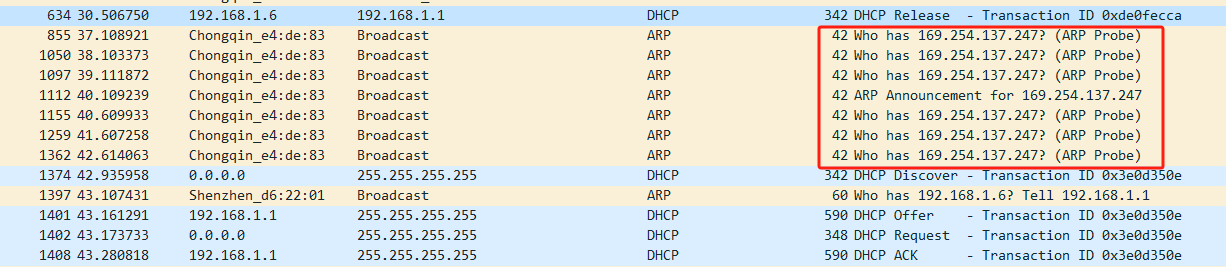 634 30.506750 192.168.1.6 192.168.1.1 DHCP 342 DHCP Release - Transaction ID 0xde0fecca
855 37.108921 Chongqin_e4:de:83 Broadcast ARP 42 Who has 169.254.137.247? (ARP Probe)
1050 38.103373 Chongqin_e4:de:83 Broadcast ARP 42 Who has 169.254.137.247? (ARP Probe)
1097 39.111872 Chongqin_e4:de:83 Broadcast ARP 42 Who has 169.254.137.247? (ARP Probe)
1112 40.109239 Chongqin_e4:de:83 Broadcast ARP 42 ARP Announcement for 169.254.137.247
1155 40.609933 Chongqin_e4:de:83 Broadcast ARP 42 Who has 169.254.137.247? (ARP Probe)
1259 41.607258 Chongqin_e4:de:83 Broadcast ARP 42 Who has 169.254.137.247? (ARP Probe)
1362 42.614063 Chongqin_e4:de:83 Broadcast ARP 42 Who has 169.254.137.247? (ARP Probe)
1374 42.935958 0.0.0.0 255.255.255.255 DHCP 342 DHCP Discover - Transaction ID 0x3e0d350e
1397 43.107431 Shenzhen_d6:22:01 Broadcast ARP 60 Who has 192.168.1.6? Tell 192.168.1.1
1401 43.161291 192.168.1.1 255.255.255.255 DHCP 590 DHCP Offer - Transaction ID 0x3e0d350e
1402 43.173733 0.0.0.0 255.255.255.255 DHCP 348 DHCP Request - Transaction ID 0x3e0d350e
1408 43.280818 192.168.1.1 255.255.255.255 DHCP 590 DHCP ACK - Transaction ID 0x3e0d350e